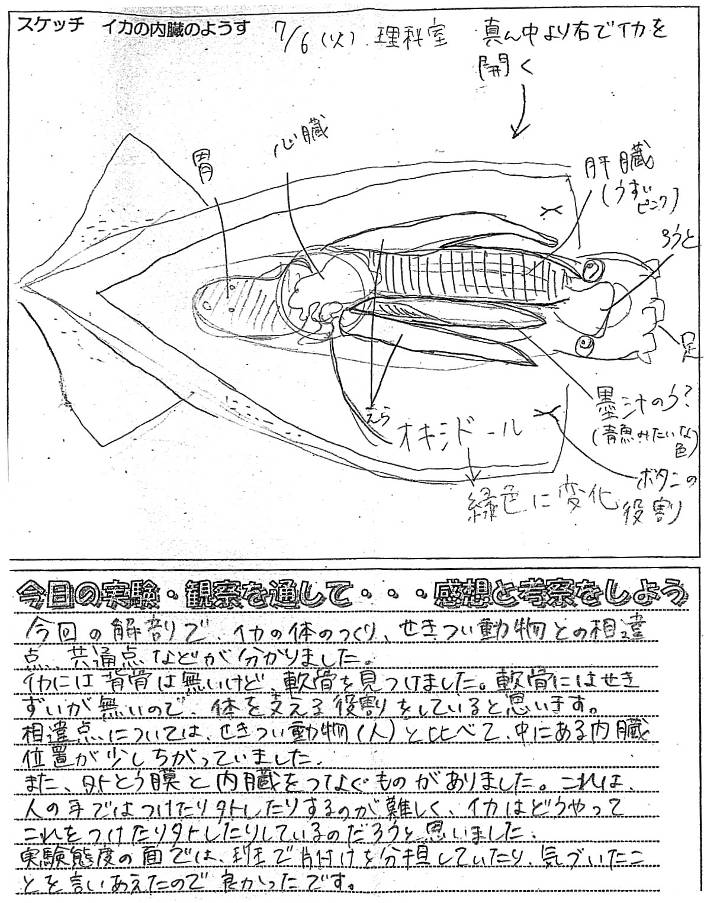 スケッチ イカの内臓のようす
7/6(火) 理科室
真ん中より右でイカを
開く
胃
心臓
肝臓
(うすい
ピンク)
ろうと
足
えら
オキシドール
緑色に変化
墨汁のう?
(青魚みたいな
色)
ボタンの
役割
今日の実験・観察を通して・・・感想と考察をしよう
今回の解剖で、イカの体のつくり、せきつい動物との相違
点、共通点などが分かりました。
イカには背骨は無いけど、軟骨を見つけました。軟骨にはせき
ずいが無いので、体を支える役割をしていると思います。
相違点については、せきつい動物(人)と比べて、中にある内臓
位置が少しちがっていました。
また、外とう膜と内臓をつなぐものがありました。これは、
人の手ではつけたり外したりするのが難しく、イカはどうやって
これをつけたり外したりしているのだろうと思いました。
実験態度の面では、班で片付けを分担していたり、気づいたこ
とを言いあえたので良かったです。